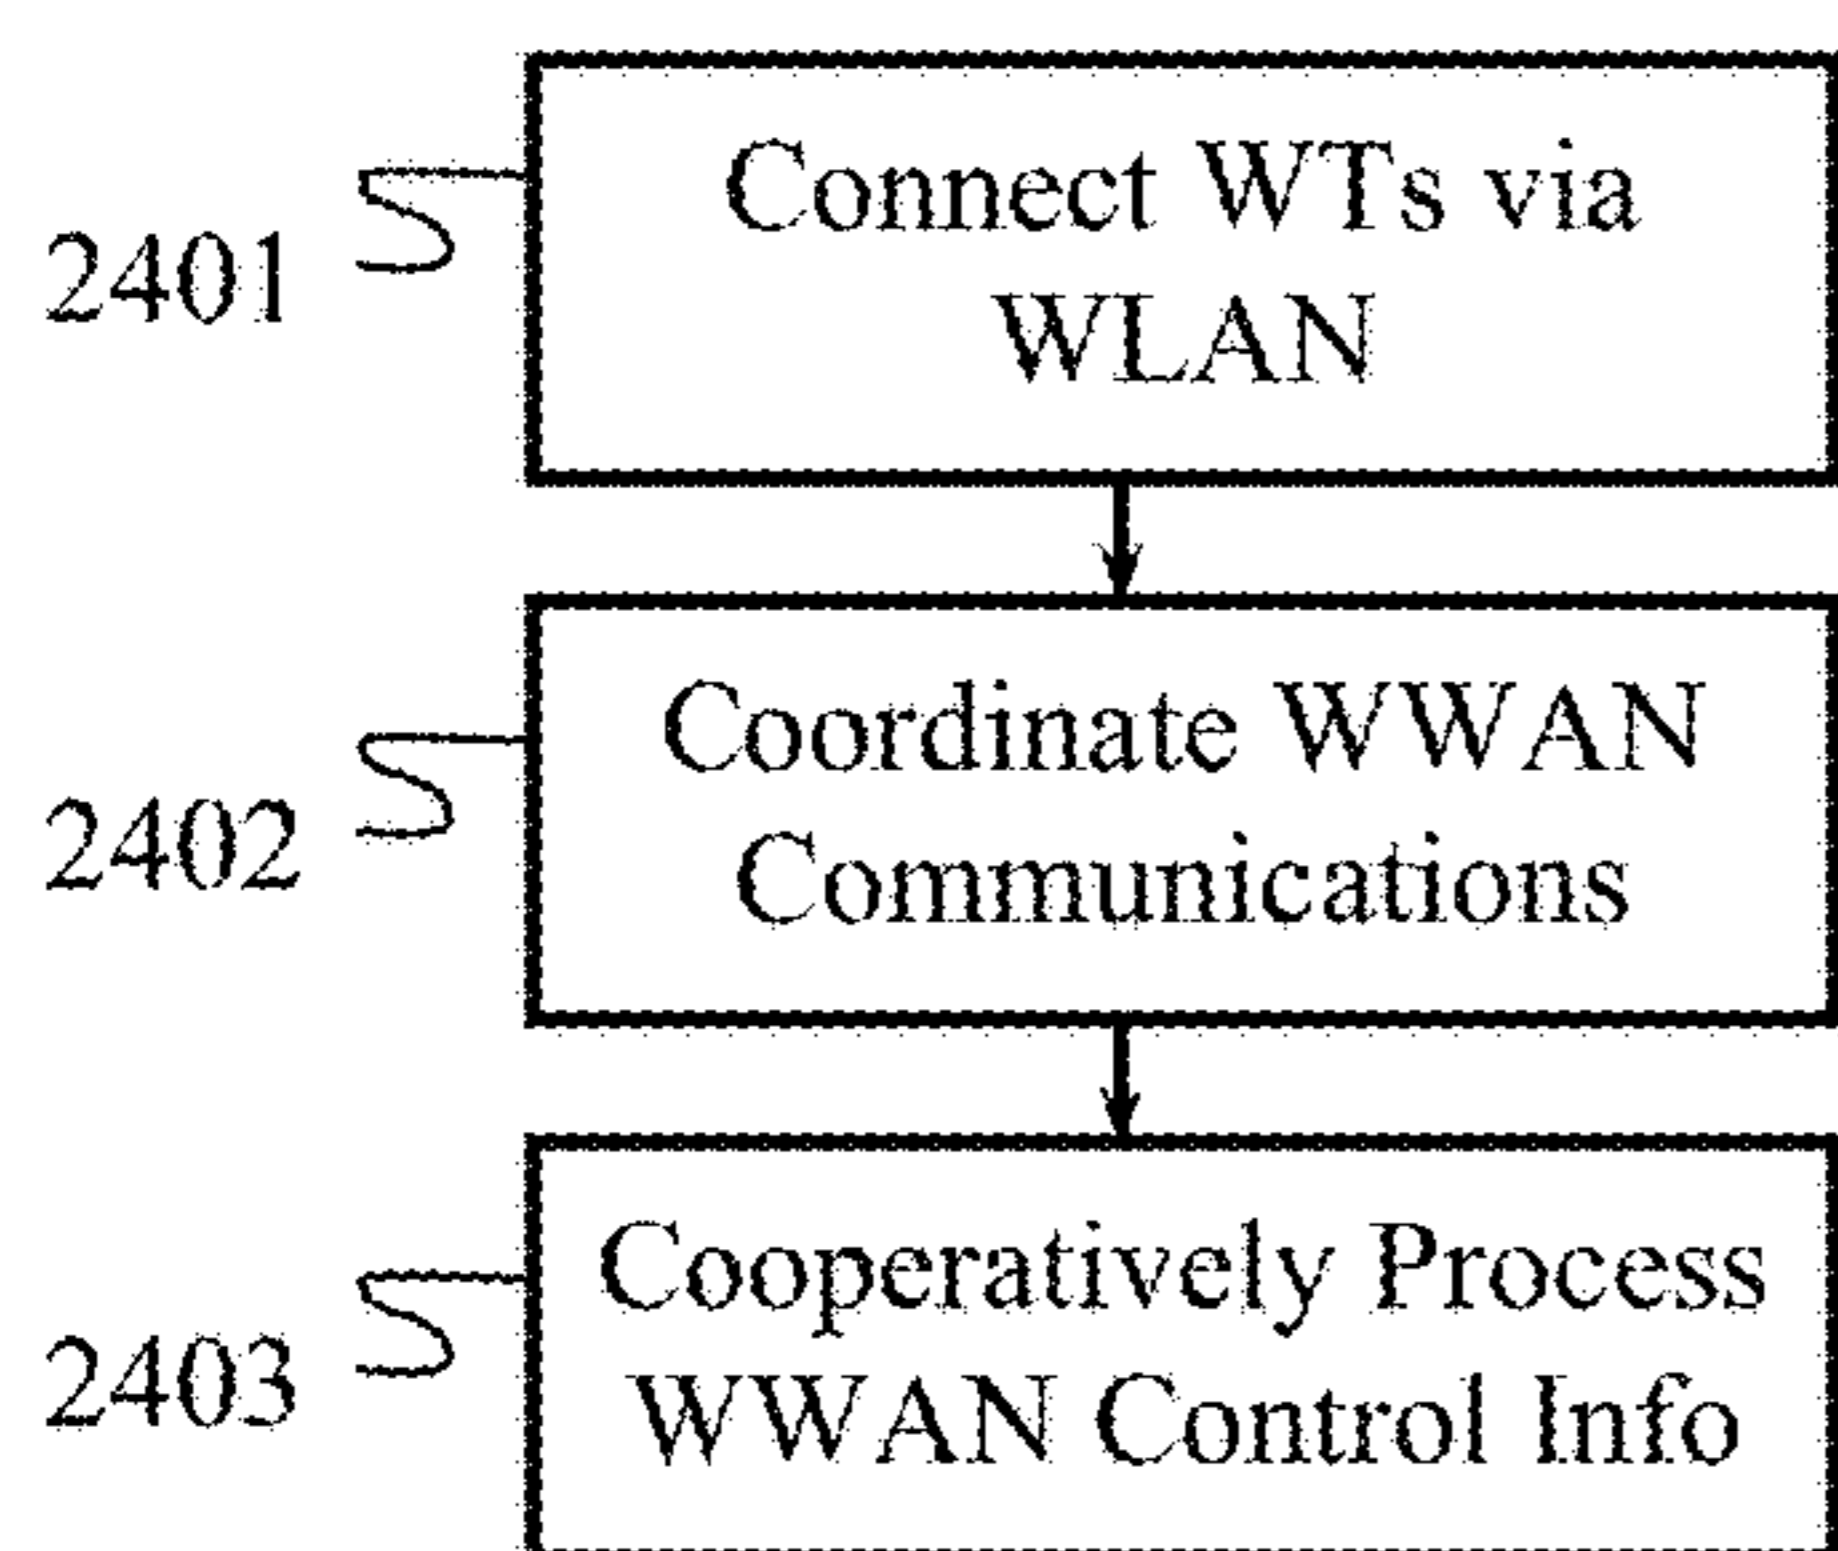 Connect WTs via
WLAN
2401
Coordinate WWAN
Communications
2402
Cooperatively Process
WWAN Control Info
2403